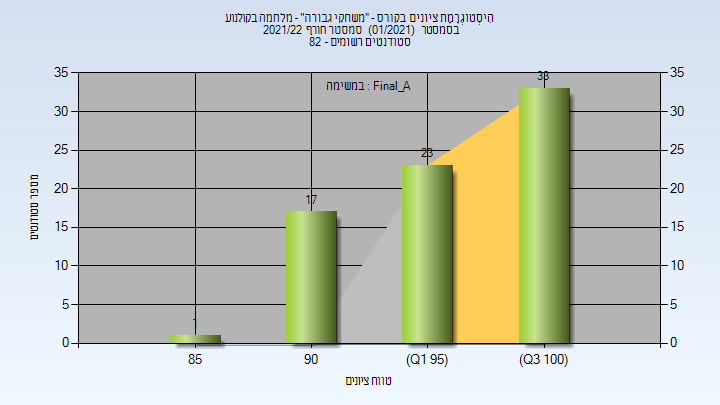 היסטוגרמת ציונים בקורס - "משחקי גבורה" - מלחמה בקולנוע
בסמסטר (01/2021) סמסטר חורף 2021/22
סטודנטים רשומים - 82
במשימה : Final_A
מספר סטודנטים
35
30
25
20
15
10
5
0
35
30
25
20
15
10
5
0
1
17
23
33
85
90
(Q1 95)
(Q3 100)
טווח ציונים